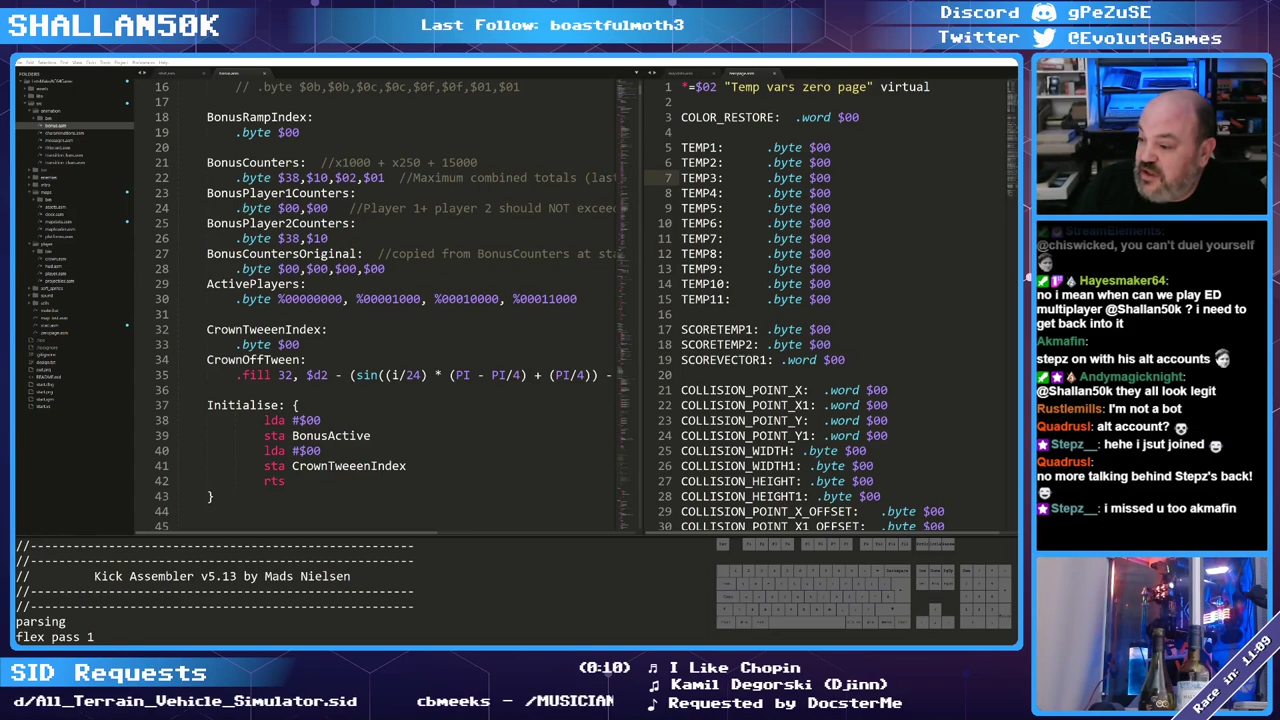 SHALLAN50K
Last Follow: boastfulmoth3
Discord gPeZuSE
Twitter @EvoluteGames
FOLDERS
16 // .byte $0b,$0b,$0c,$0c,$0f,$0f,$01,$01
17
18 BonusRampIndex:
19 .byte $00
20
21 BonusCounters: //x1000 + x250 + 15000
22 .byte $38,$10,$02,$01 //Maximum combined totals (las
23 BonusPlayer1Counters:
24 .byte $00,$00 //Player 1+ player 2 should NOT excee
25 BonusPlayer2Counters:
26 .byte $38,$10
27 BonusCountersOriginl: //copied from BonusCounters at st
28 .byte $00,$00,$00,$00
29 ActivePlayers:
30 .byte %00000000, %00001000, %00010000, %00011000
31
32 CrownTweeenIndex:
33 .byte $00
34 CrownOffTween:
35 .fill 32, $d2 - (sin((i/24) * (PI - PI/4) + (PI/4)) -
36
37 Initialise: {
38 lda #$00
39 sta BonusActive
40 lda #$00
41 sta CrownTweeenIndex
42 rts
43 }
44
45
1 *=$02 "Temp vars zero page" virtual
2
3 COLOR_RESTORE: .word $00
4
5 TEMP1: .byte $00
6 TEMP2: .byte $00
7 TEMP3: .byte $00
8 TEMP4: .byte $00
9 TEMP5: .byte $00
10 TEMP6: .byte $00
11 TEMP7: .byte $00
12 TEMP8: .byte $00
13 TEMP9: .byte $00
14 TEMP10: .byte $00
15 TEMP11: .byte $00
16
17 SCORETEMP1: .byte $00
18 SCORETEMP2: .byte $00
19 SCOREVECTOR1: .word $00
20
21 COLLISION_POINT_X: .word $00
22 COLLISION_POINT_X1: .word $00
23 COLLISION_POINT_Y: .word $00
24 COLLISION_POINT_Y1: .word $00
25 COLLISION_WIDTH: .byte $00
26 COLLISION_WIDTH1: .byte $00
27 COLLISION_HEIGHT: .byte $00
28 COLLISION_HEIGHT1: .byte $00
29 COLLISION_POINT_X_OFFSET: .byte $00
30 COLLISION_POINT_X1_OFFSET: .byte $00
StreamElements:
@chiswicked, you can't duel yourself
Hayesmaker64:
no i mean when can we play ED
multiplayer @Shallan50k ? i need to
get back into it
Akmafin:
stepz on with his alt accounts
Andymagicknight:
@Shallan50k they all look legit
Rustlemills: I'm not a bot
Quadrusl: alt account?
Stepz__: hehe i jsut joined
Quadrusl:
no more talking behind Stepz's back!
Stepz__: i missed u too akmafin
//------------------------------------------------------
//------------------------------------------------------
// Kick Assembler v5.13 by Mads Nielsen
//------------------------------------------------------
//------------------------------------------------------
parsing
flex pass 1
SID Requests
d/All_Terrain_Vehicle_Simulator.sid cbmeeks - /MUSICIAN
(0:10) ♫ I Like Chopin
♫ Kamil Degorski (Djinn)
♪ Requested by DocsterMe
Race in: 11:09